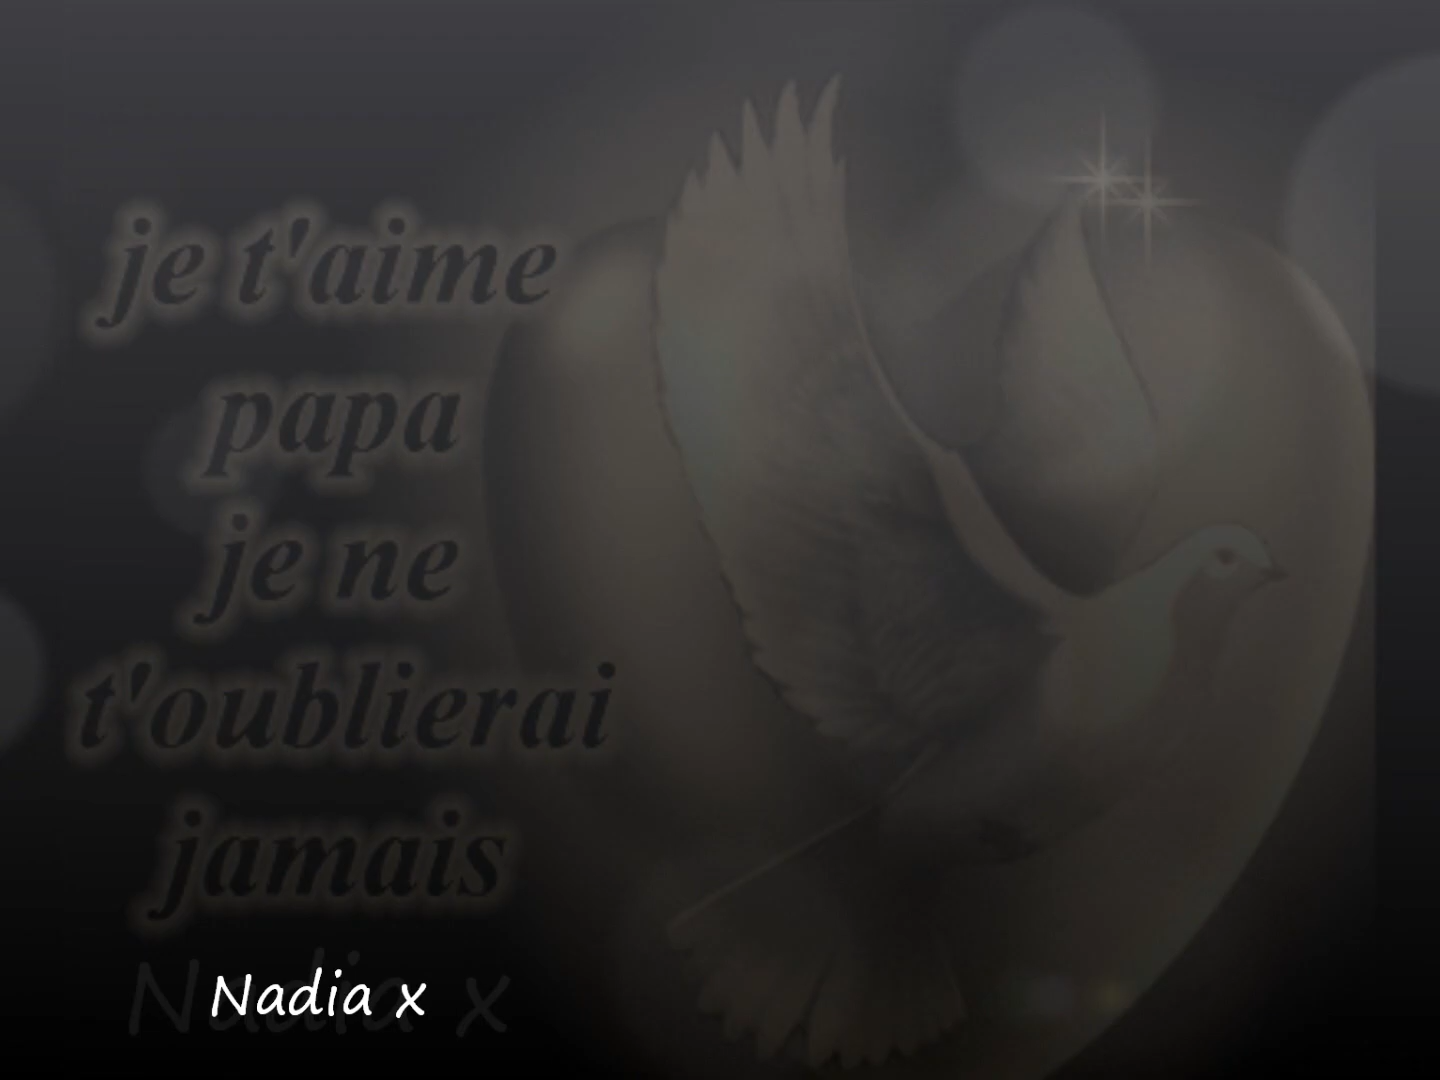 je t'aime
papa
je ne
t'oublierai
jamais
Nadia x